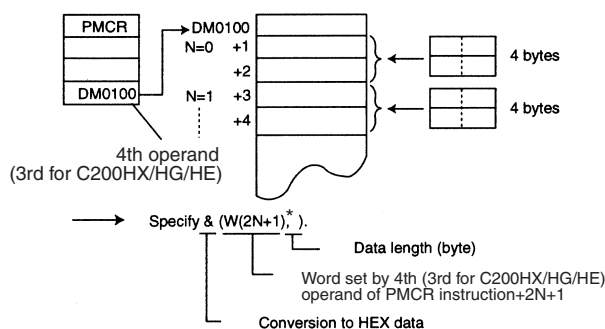 PMCR
DM0100
DM0100
N=0 +1
+2
N=1 +3
+4
4 bytes
4 bytes
4th operand
(3rd for C200HX/HG/HE)
Specify & (W(2N+1),*).
Data length (byte)
Word set by 4th (3rd for C200HX/HG/HE)
operand of PMCR instruction+2N+1
Conversion to HEX data